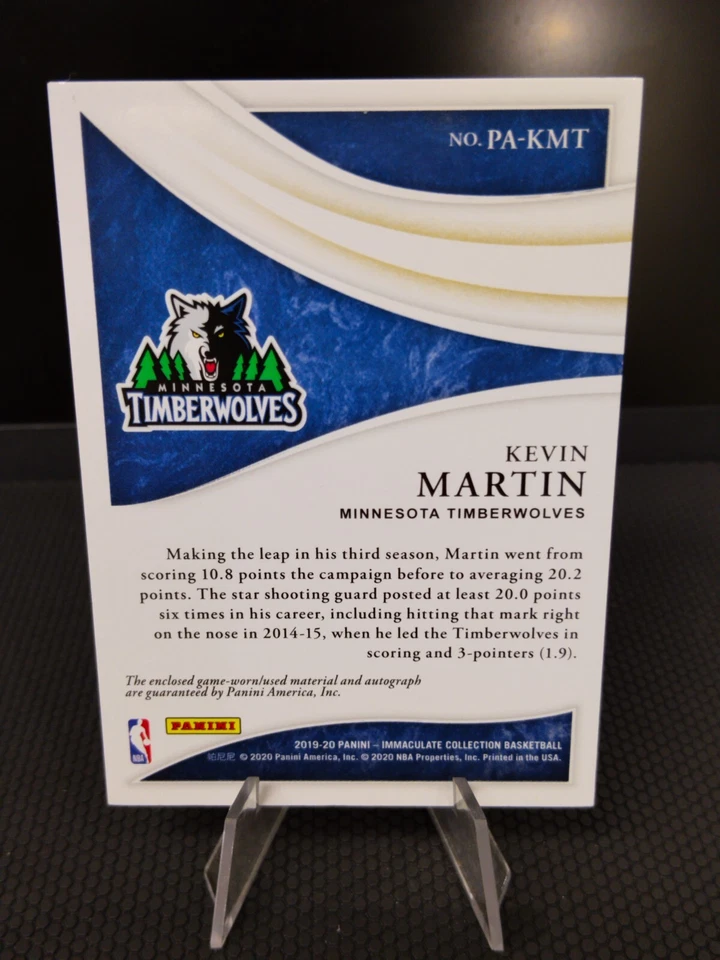 NO. PA-KMT
MINNESOTA
TIMBERWOLVES
KEVIN
MARTIN
MINNESOTA TIMBERWOLVES
Making the leap in his third season, Martin went from
scoring 10.8 points the campaign before to averaging 20.2
points. The star shooting guard posted at least 20.0 points
six times in his career, including hitting that mark right
on the nose in 2014-15, when he led the Timberwolves in
scoring and 3-pointers (1.9).
The enclosed game-worn/used material and autograph
are guaranteed by Panini America, Inc.
NBA
PANINI
2019-20 PANINI – IMMACULATE COLLECTION BASKETBALL
帕尼尼 © 2020 Panini America, Inc. © 2020 NBA Properties, Inc. Printed in the USA.